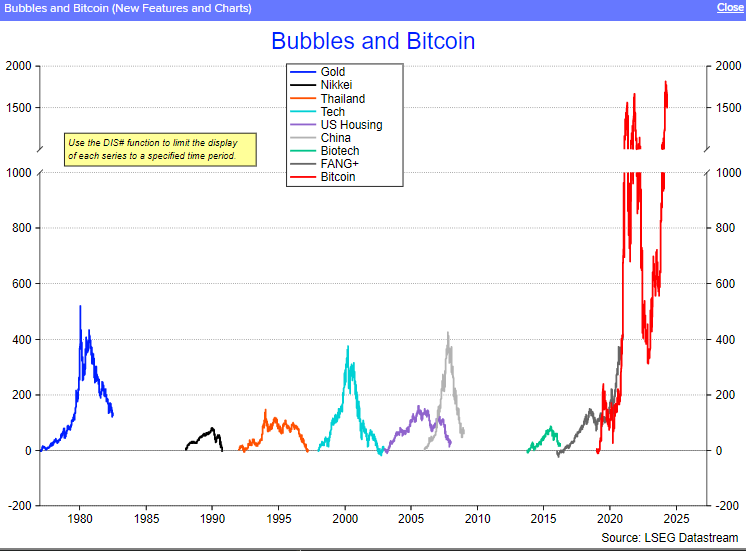 Bubbles and Bitcoin (New Features and Charts)
Close
Bubbles and Bitcoin
2000
2000
Gold
Nikkei
Thailand
Tech
US Housing
China
Biotech
FANG+
Bitcoin
1500
1500
Use the DIS# function to limit the display
of each series to a specified time period.
1000
1000
800
800
600
600
400
400
200
200
0
0
-200
-200
1980
1985
1990
1995
2000
2005
2010
2015
2020
2025
Source: LSEG Datastream